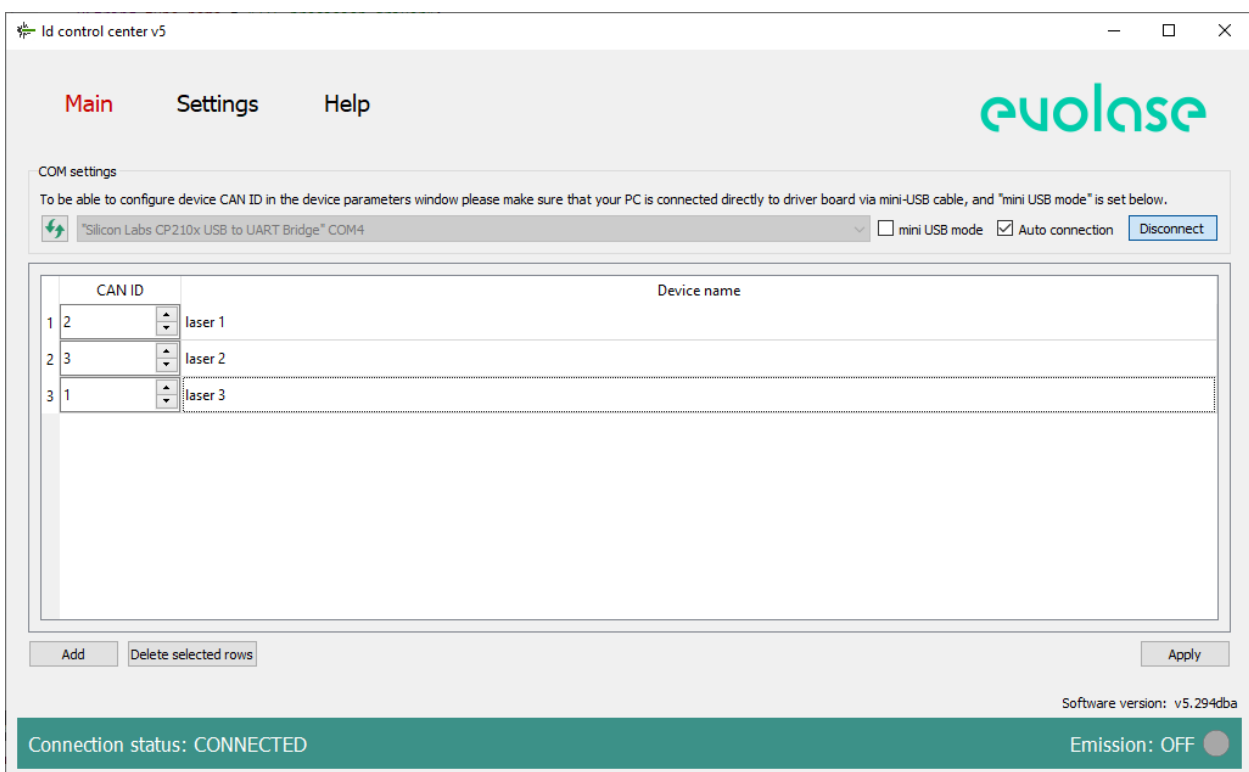 ld control center v5
Main Settings Help
evolase
COM settings
To be able to configure device CAN ID in the device parameters window please make sure that your PC is connected directly to driver board via mini-USB cable, and "mini USB mode" is set below.
"Silicon Labs CP210x USB to UART Bridge" COM4 mini USB mode Auto connection Disconnect
CAN ID Device name
1 2 laser 1
2 3 laser 2
3 1 laser 3
Add Delete selected rows Apply
Software version: v5.294dba
Connection status: CONNECTED Emission: OFF